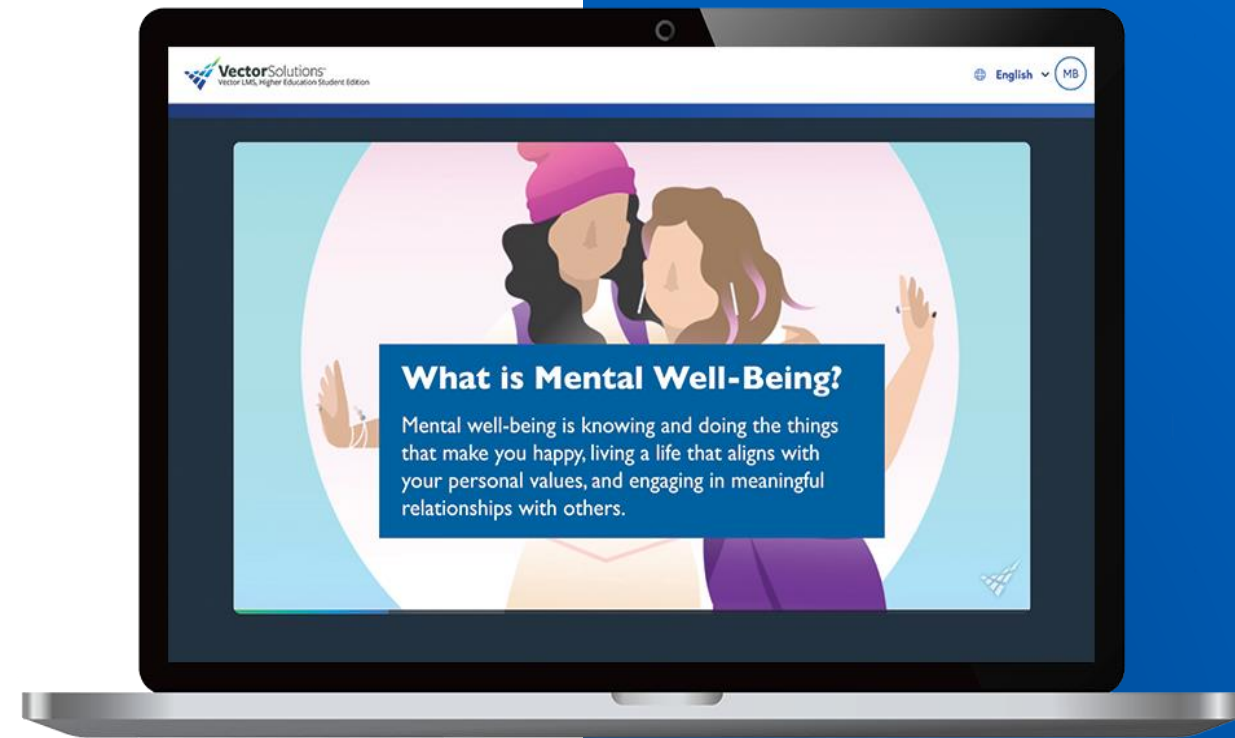 VectorSolutions™
Vector LMS, Higher Education Student Edition
English
MB
What is Mental Well-Being?
Mental well-being is knowing and doing the things
that make you happy, living a life that aligns with
your personal values, and engaging in meaningful
relationships with others.